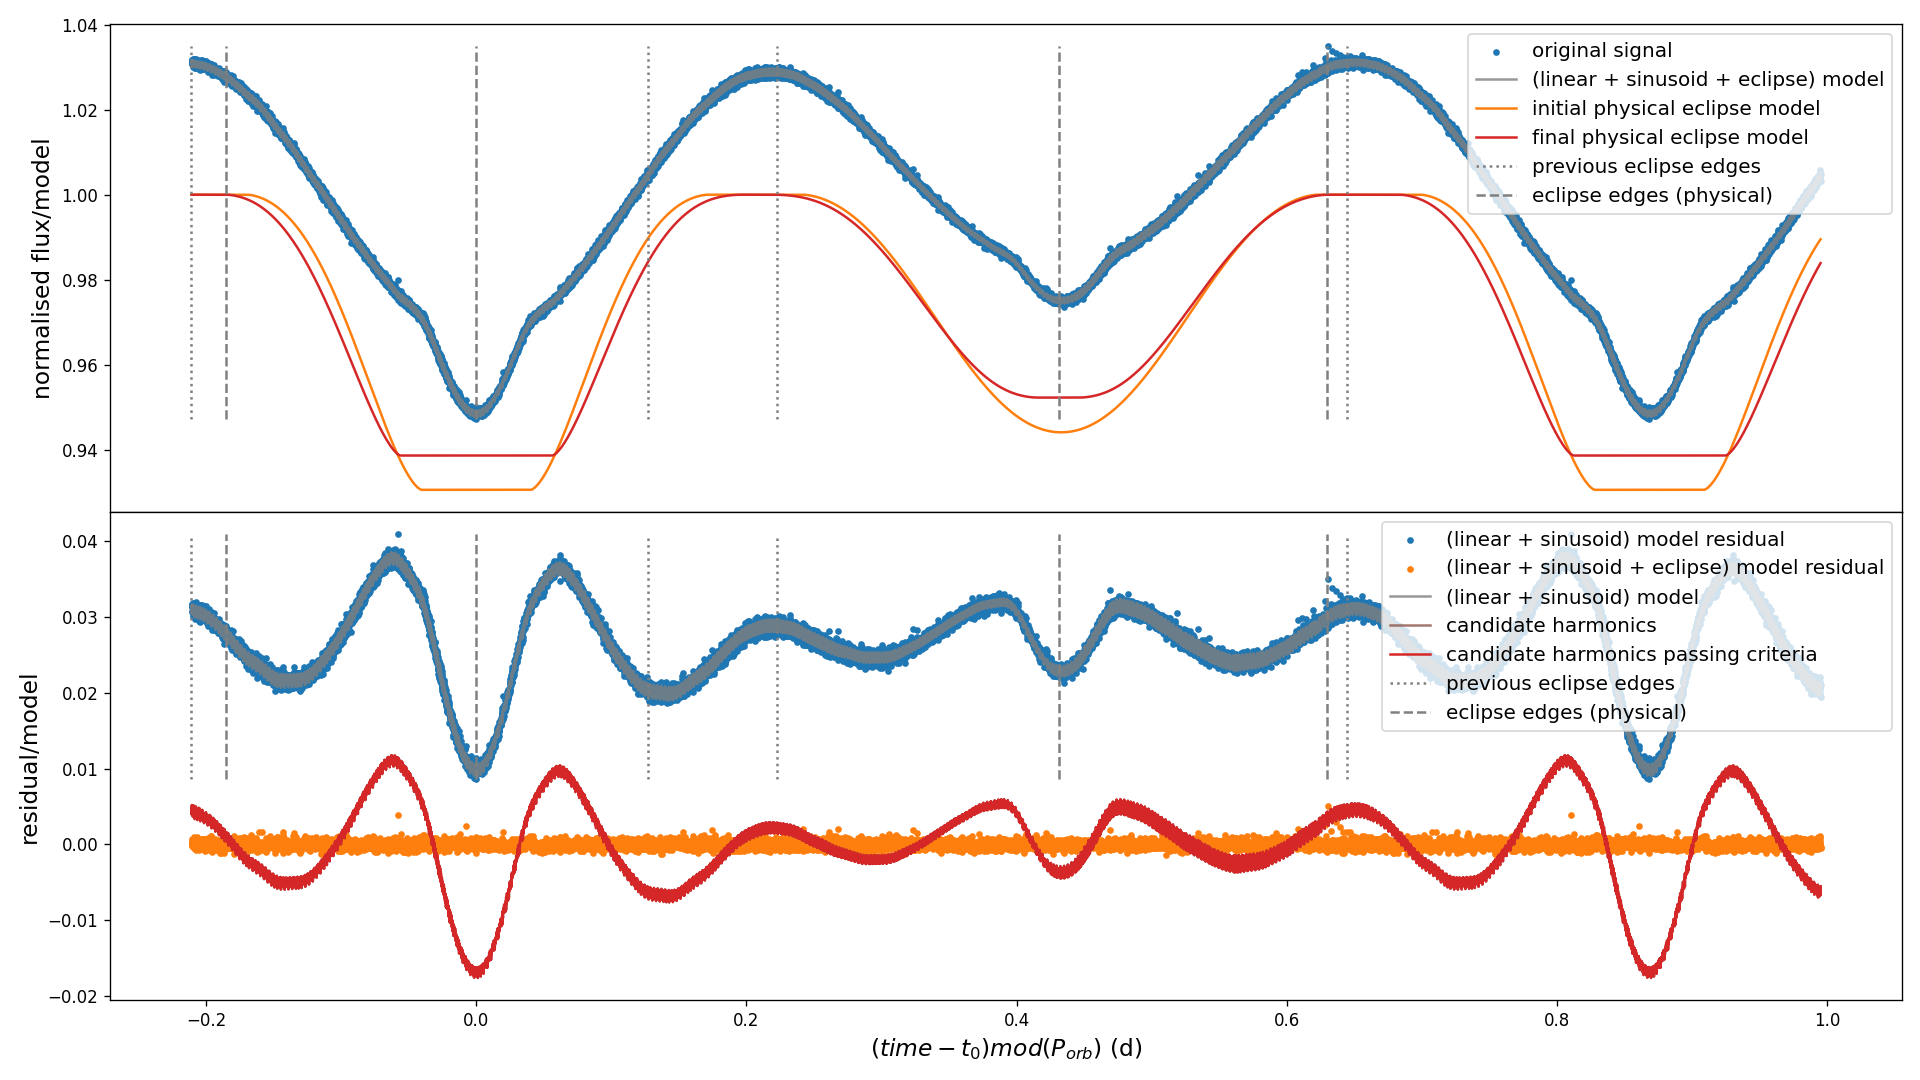 1.04
1.02
1.00
0.98
0.96
0.94
normalised flux/model
original signal
(linear + sinusoid + eclipse) model
initial physical eclipse model
final physical eclipse model
previous eclipse edges
eclipse edges (physical)
0.04
0.03
0.02
0.01
0.00
−0.01
−0.02
residual/model
(linear + sinusoid) model residual
(linear + sinusoid + eclipse) model residual
(linear + sinusoid) model
candidate harmonics
candidate harmonics passing criteria
previous eclipse edges
eclipse edges (physical)
−0.2 0.0 0.2 0.4 0.6 0.8 1.0
(time − t₀)mod(P_orb) (d)